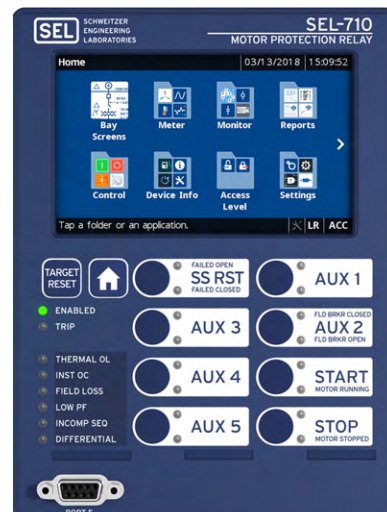 SEL
SCHWEITZER
ENGINEERING
LABORATORIES
SEL-710
MOTOR PROTECTION RELAY
Home 03/13/2018 15:09:52
Bay
Screens
Meter
Monitor
Reports
Control
Device Info
Access
Level
Settings
Tap a folder or an application. LR ACC
TARGET
RESET
FAILED OPEN
SS RST
FAILED CLOSED
AUX 1
ENABLED
TRIP
AUX 3
FLD BRKR CLOSED
AUX 2
FLD BRKR OPEN
THERMAL OL
INST OC
FIELD LOSS
LOW PF
INCOMP SEQ
DIFFERENTIAL
AUX 4
START
MOTOR RUNNING
AUX 5
STOP
MOTOR STOPPED
PORT F